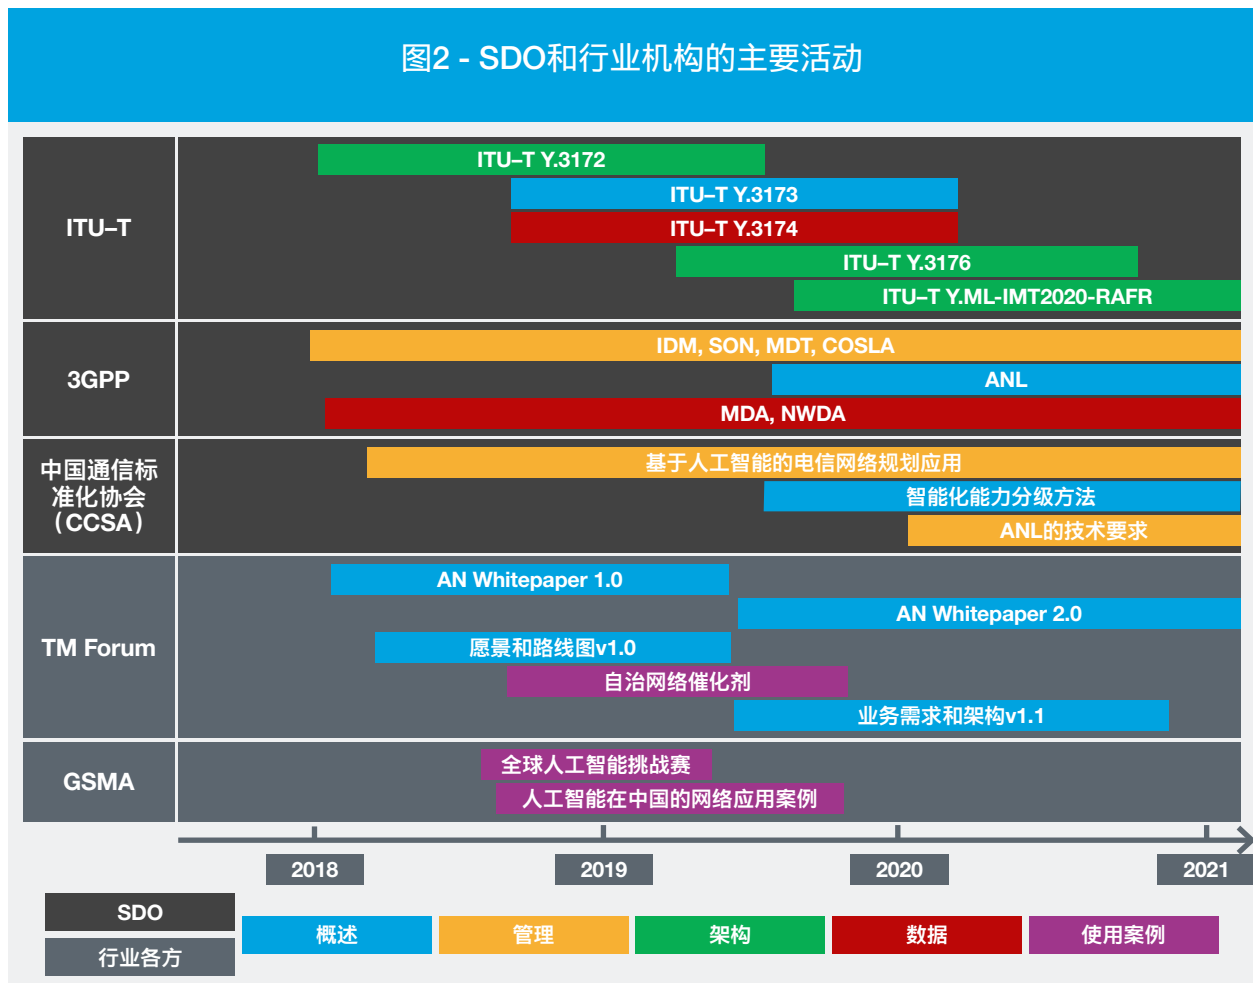 图2 - SDO和行业机构的主要活动
ITU–T
ITU–T Y.3172
ITU–T Y.3173
ITU–T Y.3174
ITU–T Y.3176
ITU–T Y.ML-IMT2020-RAFR
3GPP
IDM, SON, MDT, COSLA
ANL
MDA, NWDA
中国通信标
准化协会
（CCSA）
基于人工智能的电信网络规划应用
智能化能力分级方法
ANL的技术要求
TM Forum
AN Whitepaper 1.0
AN Whitepaper 2.0
愿景和路线图v1.0
自治网络催化剂
业务需求和架构v1.1
GSMA
全球人工智能挑战赛
人工智能在中国的网络应用案例
2018
2019
2020
2021
SDO
行业各方
概述
管理
架构
数据
使用案例